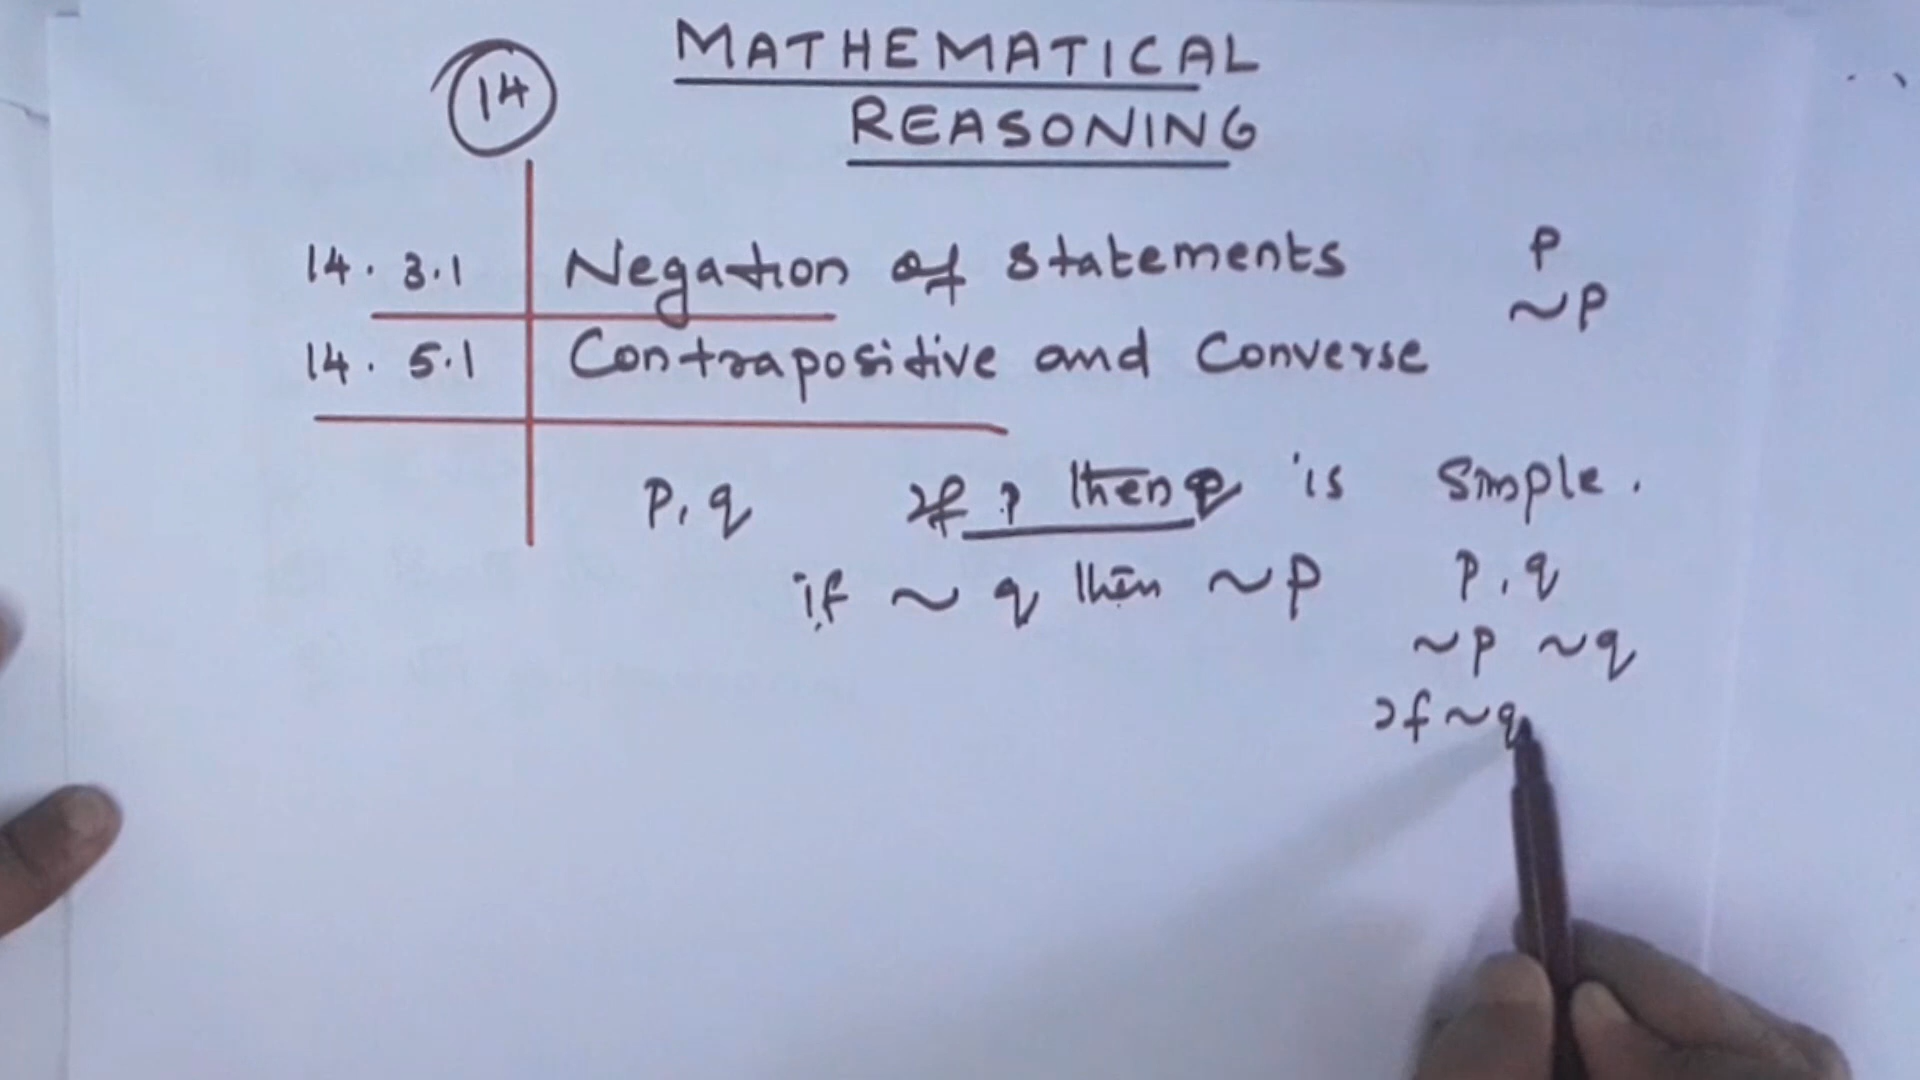 14
MATHEMATICAL
REASONING
14.3.1 Negation of statements
p
~p
14.5.1 Contrapositive and Converse
P, q If p then q is Simple.
if ~ q then ~p
p, q
~p ~q
If ~q